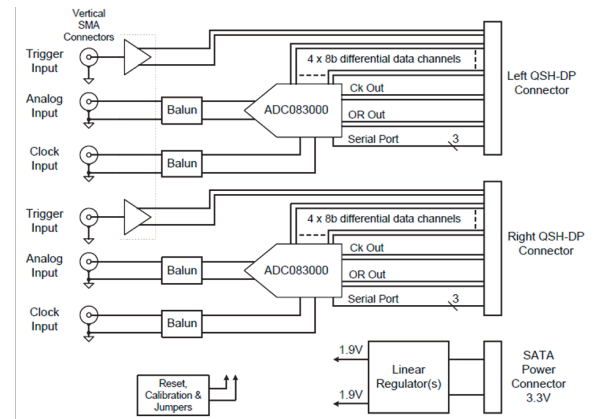 Vertical
SMA
Connectors
Trigger
Input
4 x 8b differential data channels
Left QSH-DP
Connector
Analog
Input
Balun
ADC083000
Ck Out
OR Out
Serial Port
3
Clock
Input
Balun
Trigger
Input
4 x 8b differential data channels
Right QSH-DP
Connector
Analog
Input
Balun
ADC083000
Ck Out
OR Out
Serial Port
3
Clock
Input
Balun
Reset,
Calibration &
Jumpers
1.9V
1.9V
Linear
Regulator(s)
SATA
Power
Connector
3.3V